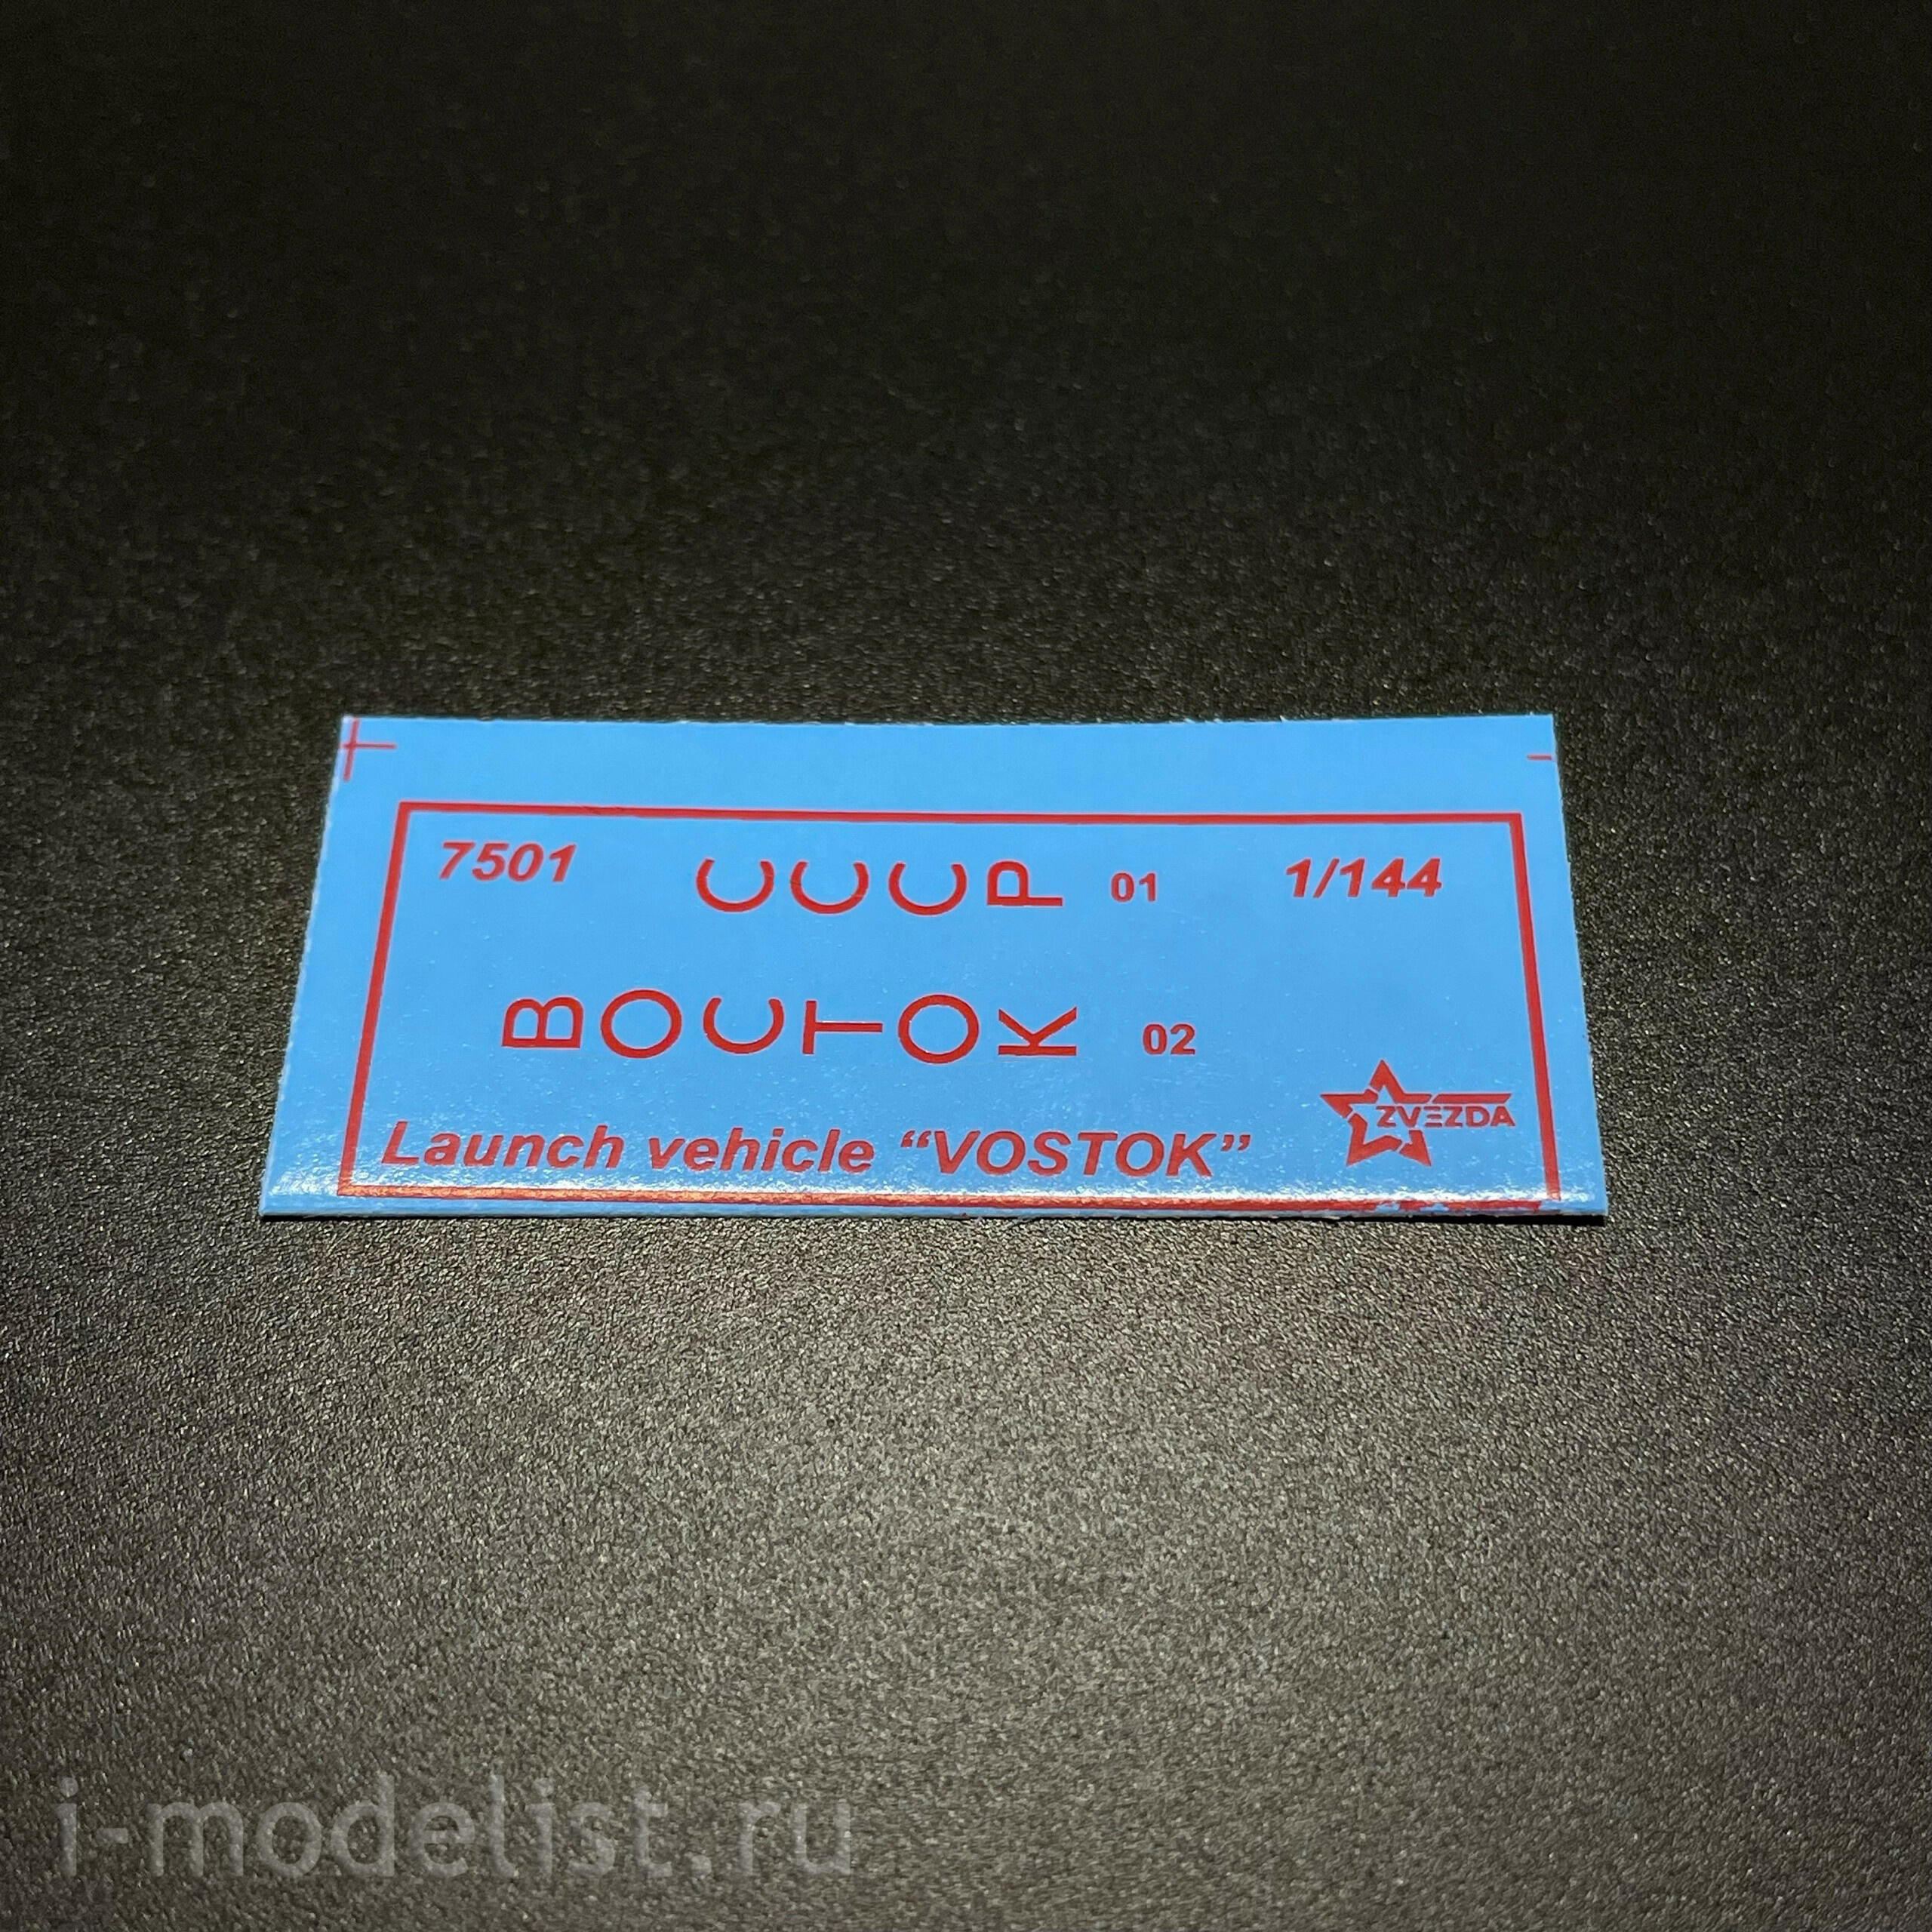 7501 СССР 01 1/144
ВОСТОК 02
ZVEZDA
Launch vehicle “VOSTOK”
i-modelist.ru